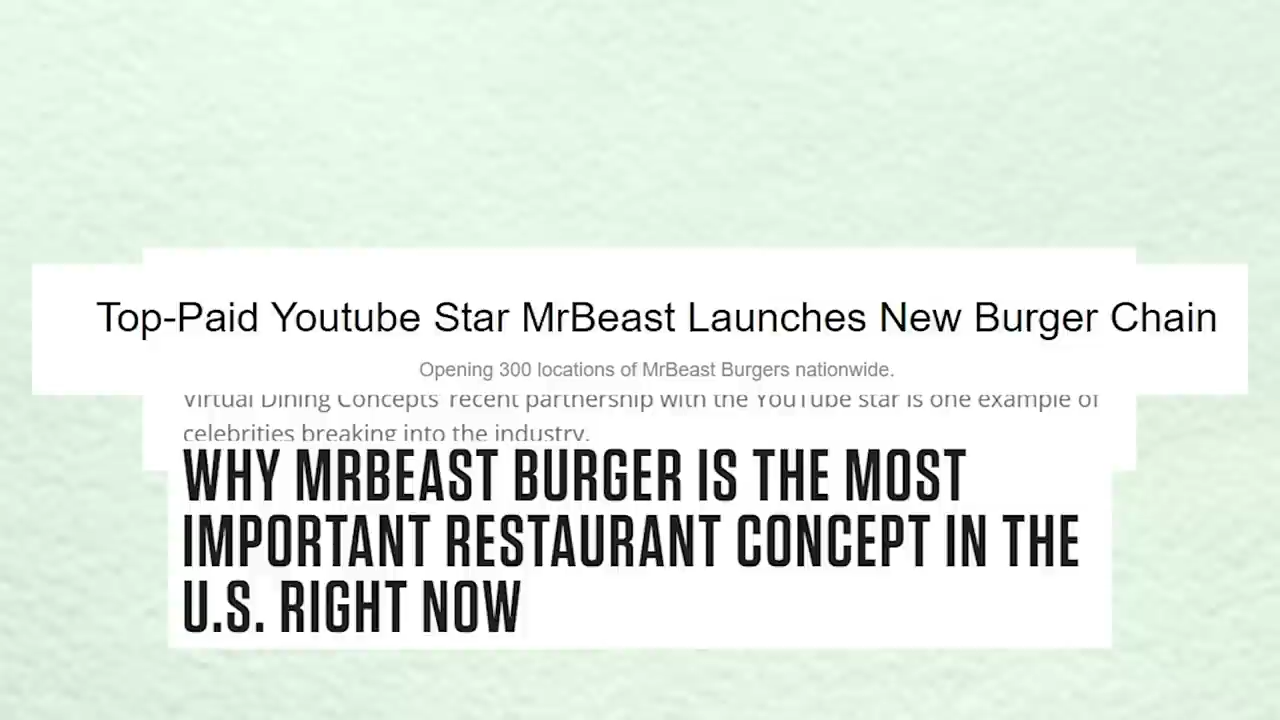 Top-Paid Youtube Star MrBeast Launches New Burger Chain
Opening 300 locations of MrBeast Burgers nationwide.
Virtual Dining Concepts' recent partnership with the YouTube star is one example of
celebrities breaking into the industry.
WHY MRBEAST BURGER IS THE MOST
IMPORTANT RESTAURANT CONCEPT IN THE
U.S. RIGHT NOW